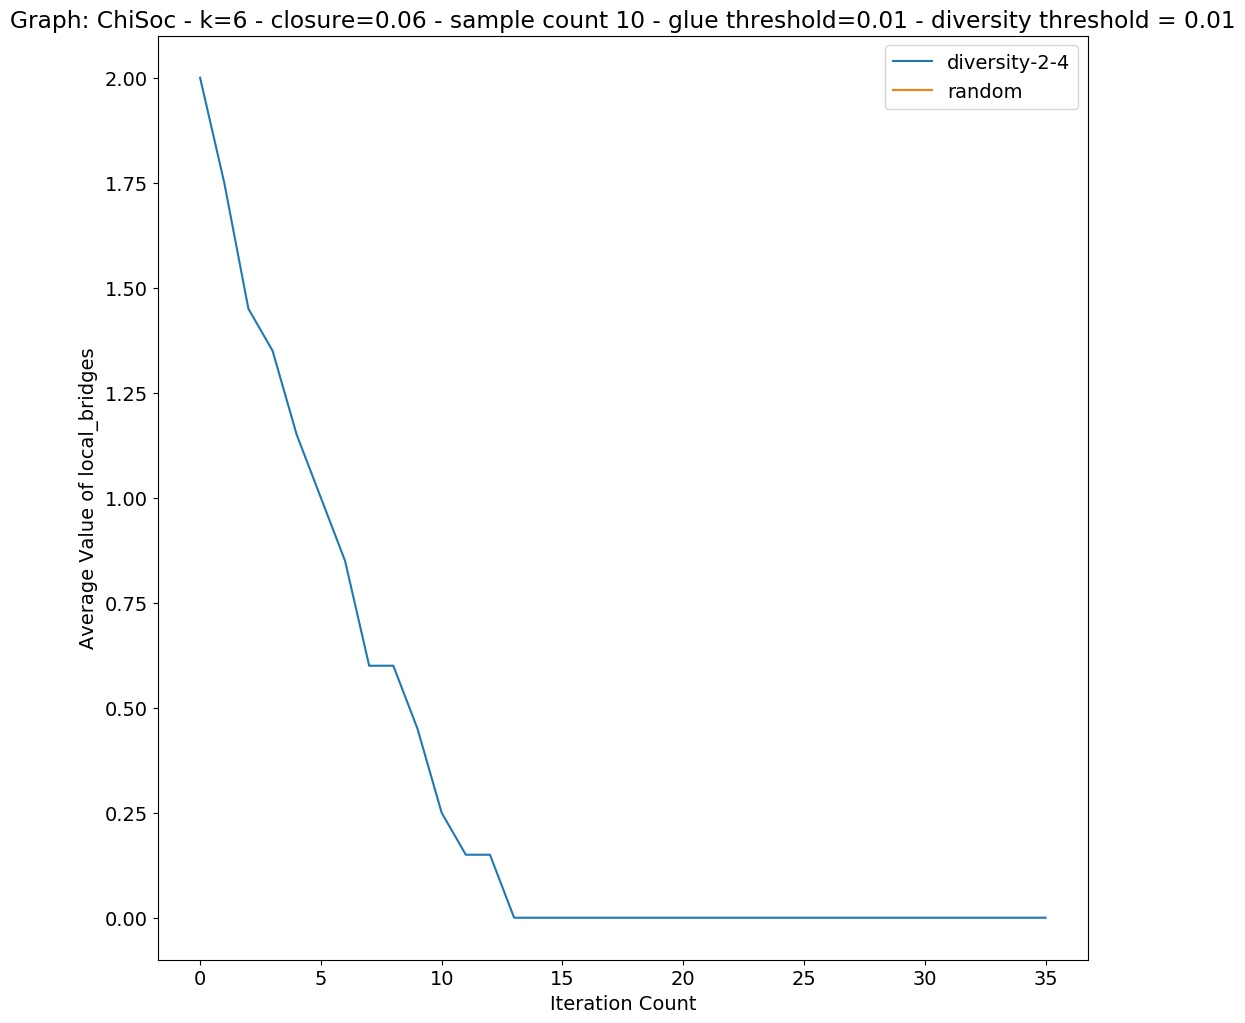 Graph: ChiSoc - k=6 - closure=0.06 - sample count 10 - glue threshold=0.01 - diversity threshold = 0.01
diversity-2-4
random
2.00
1.75
1.50
1.25
1.00
0.75
0.50
0.25
0.00
Average Value of local_bridges
0 5 10 15 20 25 30 35
Iteration Count